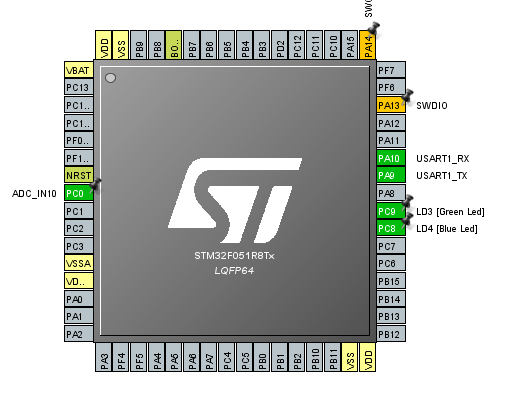 SWC
VDD
VSS
PB9
PB8
BO..
PB7
PB6
PB5
PB4
PB3
PD2
PC12
PC11
PC10
PA15
PA14
VBAT
PC13
PC1..
PC1..
PF0..
PF1..
NRST
ADC_IN10 PC0
PC1
PC2
PC3
VSSA
VD..
PA0
PA1
PA2
PF7
PF6
PA13 SWDIO
PA12
PA11
PA10 USART1_RX
PA9 USART1_TX
PA8
PC9 LD3 [Green Led]
PC8 LD4 [Blue Led]
PC7
PC6
PB15
PB14
PB13
PB12
ST
STM32F051R8Tx
LQFP64
PA3
PF4
PF5
PA4
PA5
PA6
PA7
PC4
PC5
PB0
PB1
PB2
PB10
PB11
VSS
VDD